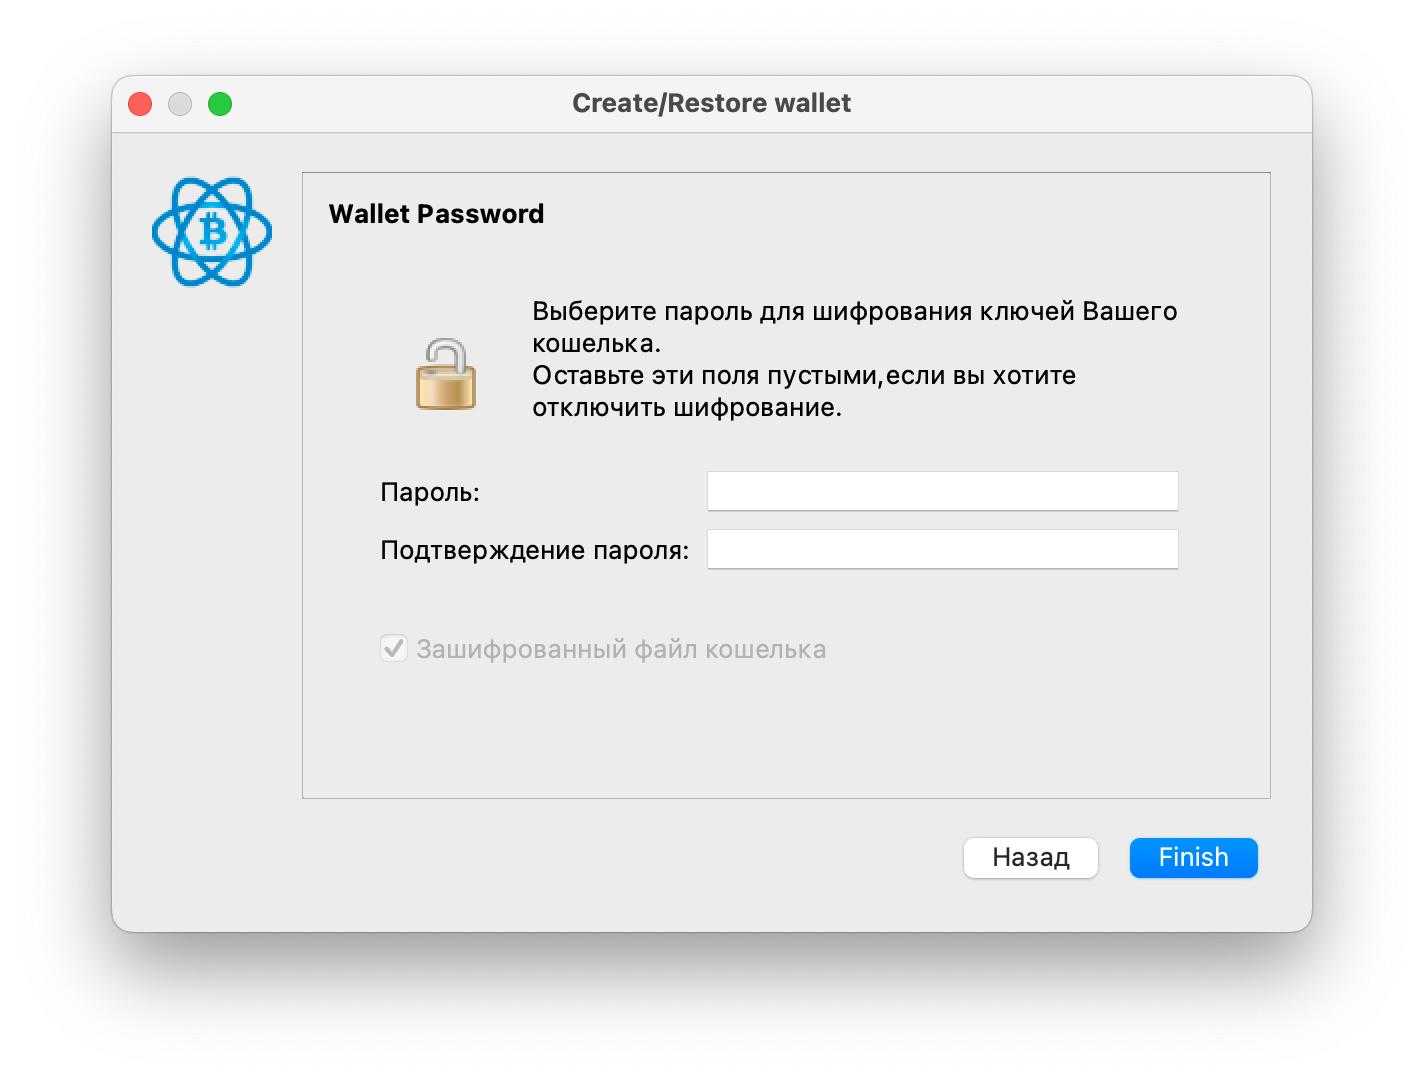 Create/Restore wallet
Wallet Password
Выберите пароль для шифрования ключей Вашего
кошелька.
Оставьте эти поля пустыми,если вы хотите
отключить шифрование.
Пароль:
Подтверждение пароля:
Зашифрованный файл кошелька
Назад
Finish